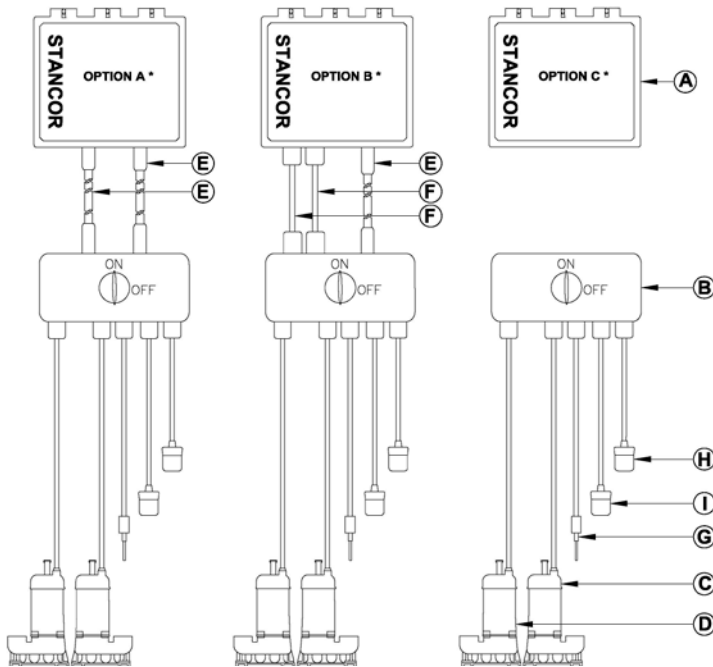 STANCOR
OPTION A *
STANCOR
OPTION B *
STANCOR
OPTION C *
A
E
E
E
F
F
ON
OFF
ON
OFF
ON
OFF
B
H
I
G
C
D